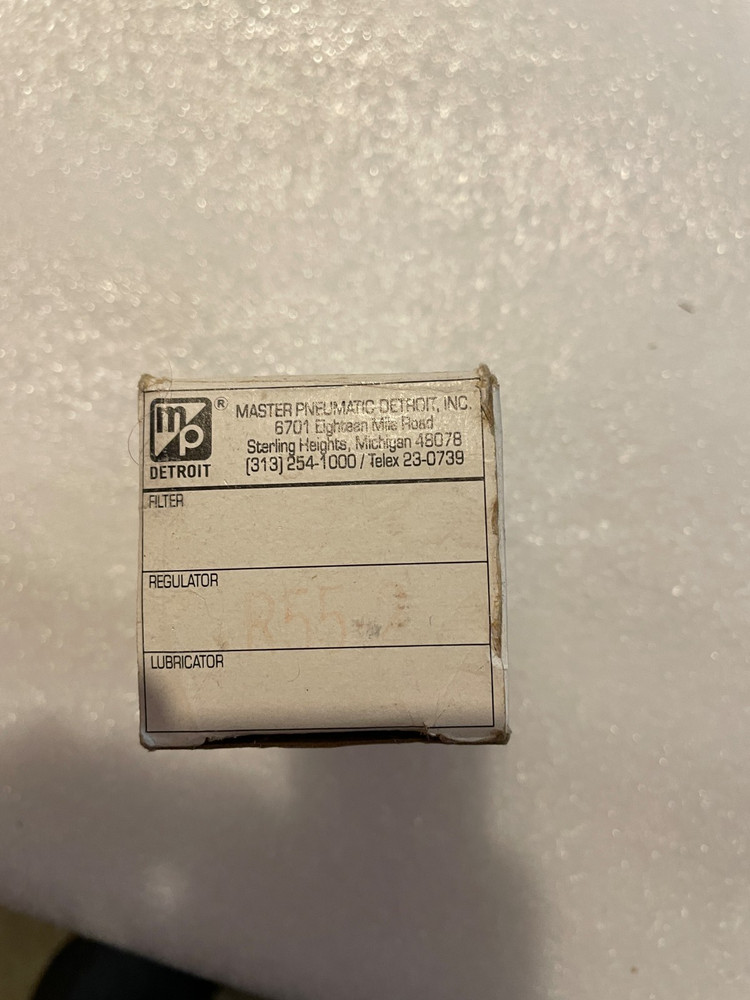 mp
®
DETROIT
MASTER PNEUMATIC-DETROIT, INC.
6701 Eighteen Mile Road
Sterling Heights, Michigan 48078
(313) 254-1000 / Telex 23-0739
FILTER
REGULATOR
LUBRICATOR